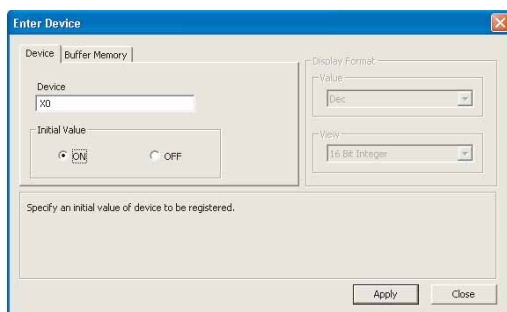 Enter Device
Device
Buffer Memory
Device
X0
Initial Value
ON
OFF
Display Format
Value
Dec
View
16 Bit Integer
Specify an initial value of device to be registered.
Apply
Close